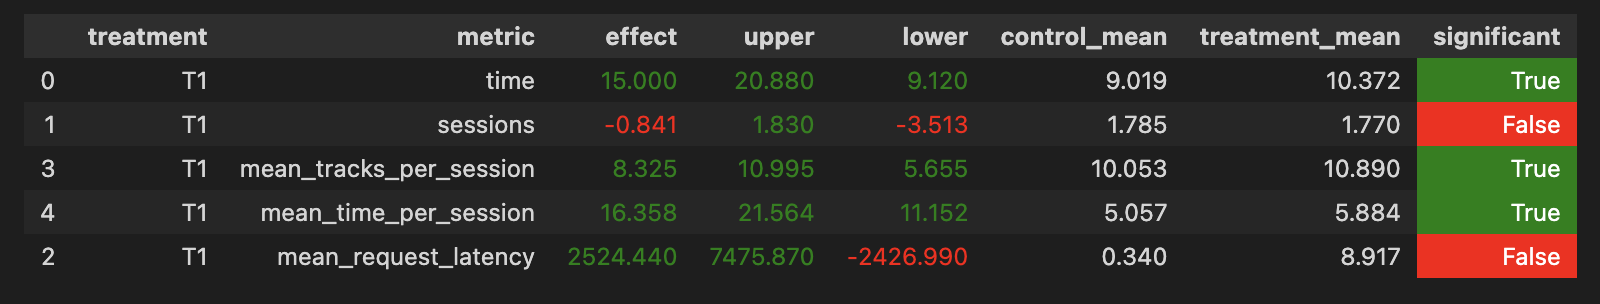 treatment metric effect upper lower control_mean treatment_mean significant
0 T1 time 15.000 20.880 9.120 9.019 10.372 True
1 T1 sessions -0.841 1.830 -3.513 1.785 1.770 False
3 T1 mean_tracks_per_session 8.325 10.995 5.655 10.053 10.890 True
4 T1 mean_time_per_session 16.358 21.564 11.152 5.057 5.884 True
2 T1 mean_request_latency 2524.440 7475.870 -2426.990 0.340 8.917 False